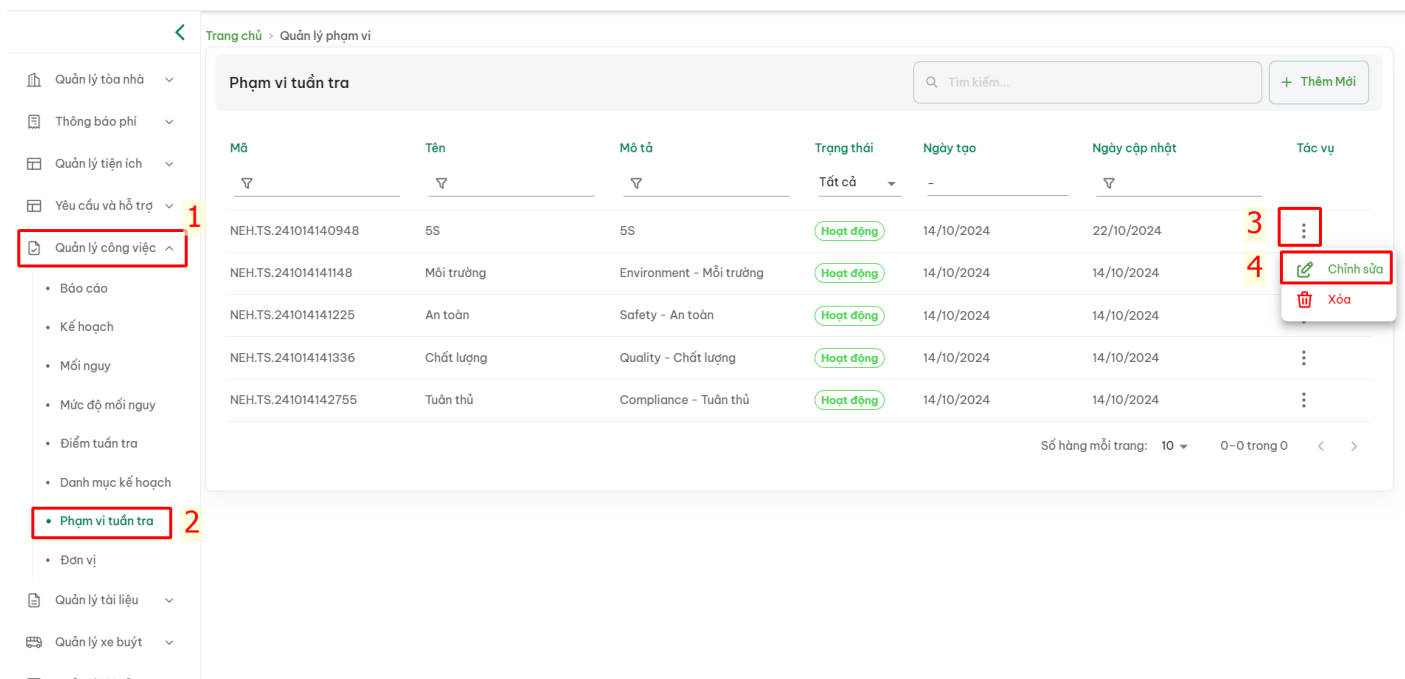 Trang chủ > Quản lý phạm vi
Quản lý tòa nhà
Thông báo phí
Quản lý tiện ích
Yêu cầu và hỗ trợ
1
Quản lý công việc
Báo cáo
Kế hoạch
Mối nguy
Mức độ mối nguy
Điểm tuần tra
Danh mục kế hoạch
Phạm vi tuần tra
2
Đơn vị
Quản lý tài liệu
Quản lý xe buýt
Phạm vi tuần tra
Tìm kiếm...
+ Thêm Mới
Mã Tên Mô tả Trạng thái Ngày tạo Ngày cập nhật Tác vụ
Tất cả -
NEH.TS.241014140948 5S 5S Hoạt động 14/10/2024 22/10/2024 3
NEH.TS.241014141148 Môi trường Environment - Mỗi trường Hoạt động 14/10/2024 14/10/2024 4 Chỉnh sửa
Xóa
NEH.TS.241014141225 An toàn Safety - An toàn Hoạt động 14/10/2024 14/10/2024
NEH.TS.241014141336 Chất lượng Quality - Chất lượng Hoạt động 14/10/2024 14/10/2024
NEH.TS.241014142755 Tuân thủ Compliance - Tuân thủ Hoạt động 14/10/2024 14/10/2024
Số hàng mỗi trang: 10 0-0 trong 0 < >